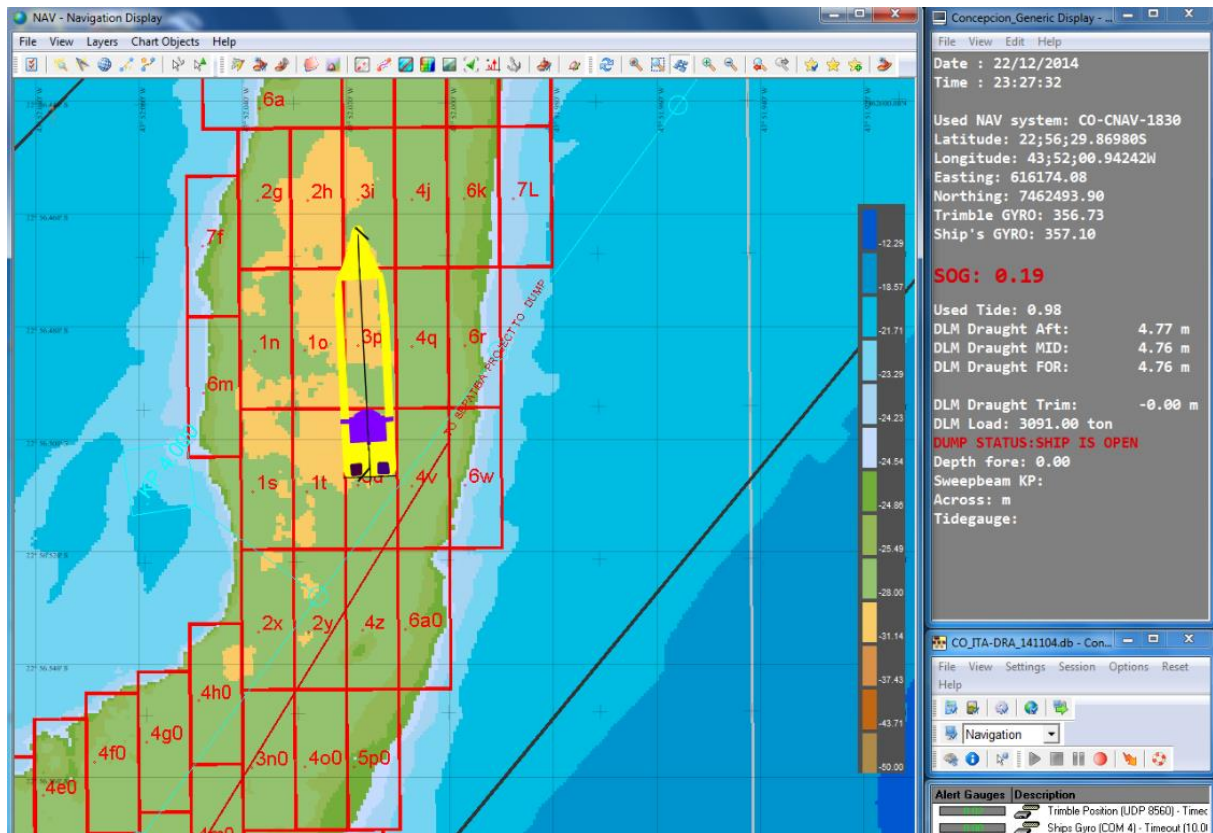 NAV - Navigation Display
File View Layers Chart Objects Help
6a
2g 2h 3i 4j 6k 7L
7f
1n 1o 3p 4q 6r
6m
1s 1t 4v 6w
2x 2y 4z 6a0
4h0
4g0
4f0
3n0 4o0 5p0
4e0
TO SEPATIBA PROJECT TO DUMP
-12.29
-18.57
-21.71
-23.29
-24.23
-24.54
-24.86
-25.49
-28.00
-31.14
-37.43
-43.71
-50.00
Concepcion_Generic Display - ...
File View Edit Help
Date : 22/12/2014
Time : 23:27:32
Used NAV system: CO-CNAV-1830
Latitude: 22;56;29.86980S
Longitude: 43;52;00.94242W
Easting: 616174.08
Northing: 7462493.90
Trimble GYRO: 356.73
Ship's GYRO: 357.10
SOG: 0.19
Used Tide: 0.98
DLM Draught Aft: 4.77 m
DLM Draught MID: 4.76 m
DLM Draught FOR: 4.76 m
DLM Draught Trim: -0.00 m
DLM Load: 3091.00 ton
DUMP STATUS:SHIP IS OPEN
Depth fore: 0.00
Sweepbeam KP:
Across: m
Tidegauge:
CO_ITA-DRA_141104.db - Con...
File View Settings Session Options Reset
Help
Navigation
Alert Gauges Description
Trimble Position (UDP 8560) - Timec
Ships Gyro (COM 4) - Timeout (10.0